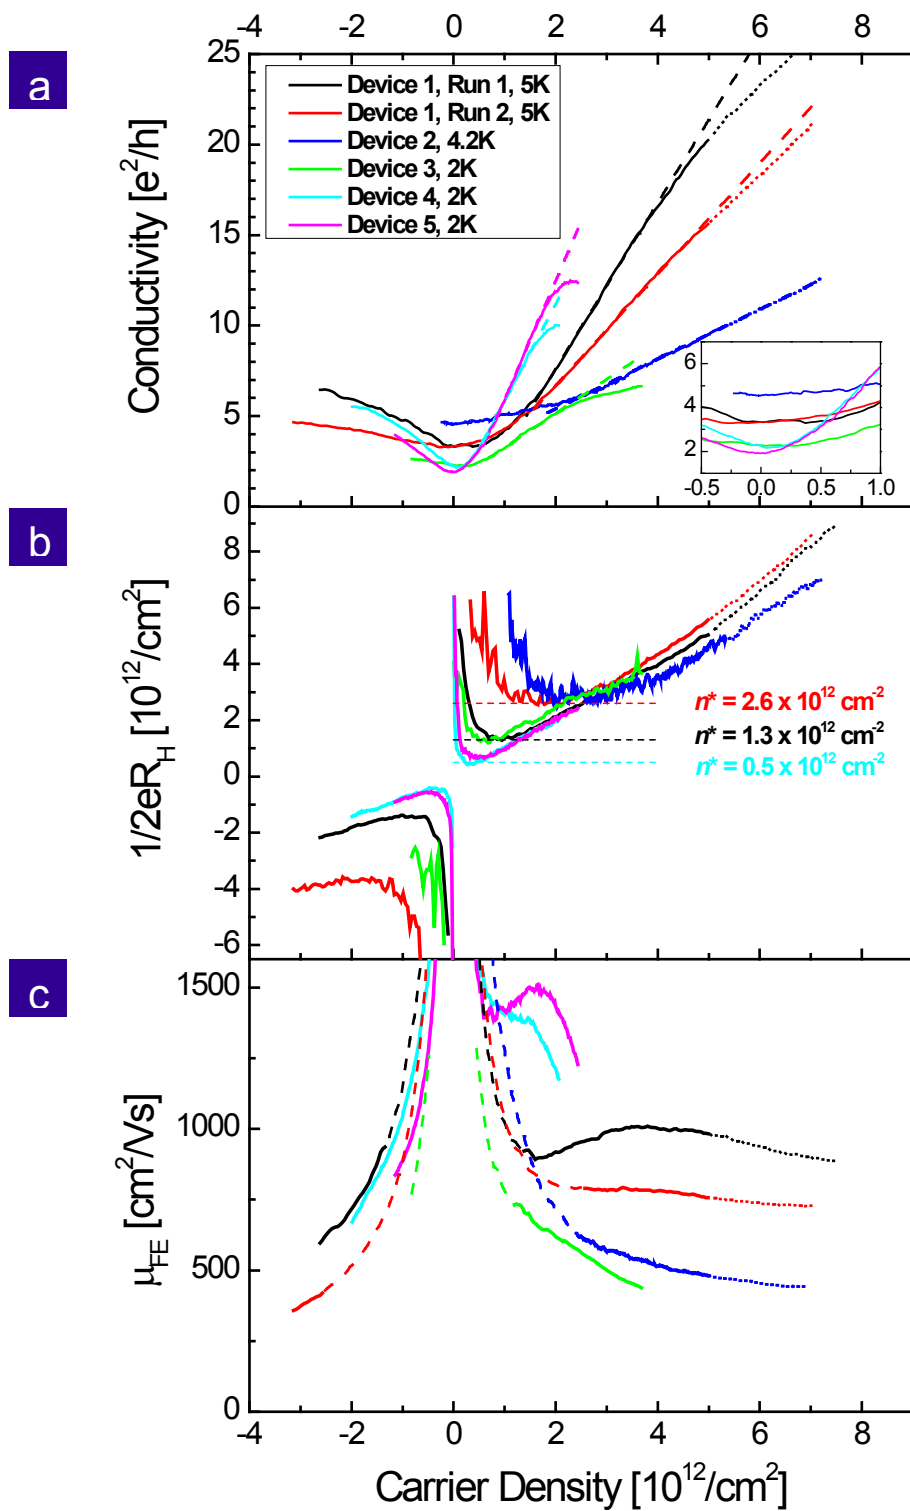 -4 -2 0 2 4 6 8
a
25
20
15
10
5
0
Conductivity [e²/h]
Device 1, Run 1, 5K
Device 1, Run 2, 5K
Device 2, 4.2K
Device 3, 2K
Device 4, 2K
Device 5, 2K
6
4
2
-0.5 0.0 0.5 1.0
b
8
6
4
2
0
-2
-4
-6
1/2eR_H [10¹²/cm²]
n* = 2.6 x 10¹² cm⁻²
n* = 1.3 x 10¹² cm⁻²
n* = 0.5 x 10¹² cm⁻²
c
1500
1000
500
0
μ_FE [cm²/Vs]
-4 -2 0 2 4 6 8
Carrier Density [10¹²/cm²]